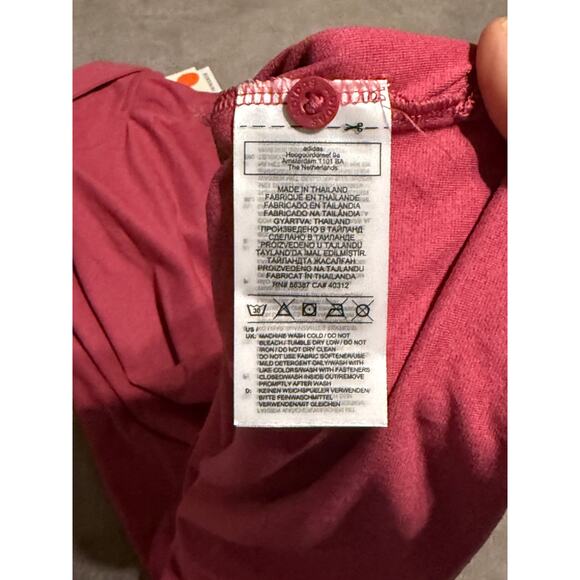 adidas
Hoogoorddreef 9a
Amsterdam 1101 BA
The Netherlands
MADE IN THAILAND
FABRIQUÉ EN THAÏLANDE
FABRICADO EN TAILANDIA
FABRICADO NA TAILÂNDIA
GYÁRTVA: THAIFÖLD
ПРОИЗВЕДЕНО В ТАЙЛАНД
СДЕЛАНО В ТАИЛАНДЕ
PROIZVEDENO U TAJLANDU
TAYLAND'DA İMAL EDİLMİŞTİR.
ТАЙЛАНДТА ЖАСАЛҒАН
PROIZVEDENO U TAJLANDU
FABRICAT ÎN THAILANDA
RN# 88387 CA# 40312
30
US /
UK: MACHINE WASH COLD / DO NOT
BLEACH / TUMBLE DRY LOW / DO NOT
IRON / DO NOT DRY CLEAN
DO NOT USE FABRIC SOFTENER/USE
MILD DETERGENT ONLY/WASH WITH
LIKE COLORS/WASH WITH FASTENERS
CLOSED/WASH INSIDE OUT/REMOVE
PROMPTLY AFTER WASH
D: KEINEN WEICHSPUELER VERWENDEN/
BITTE FEINWASCHMITTEL
VERWENDEN/MIT GLEICHEN